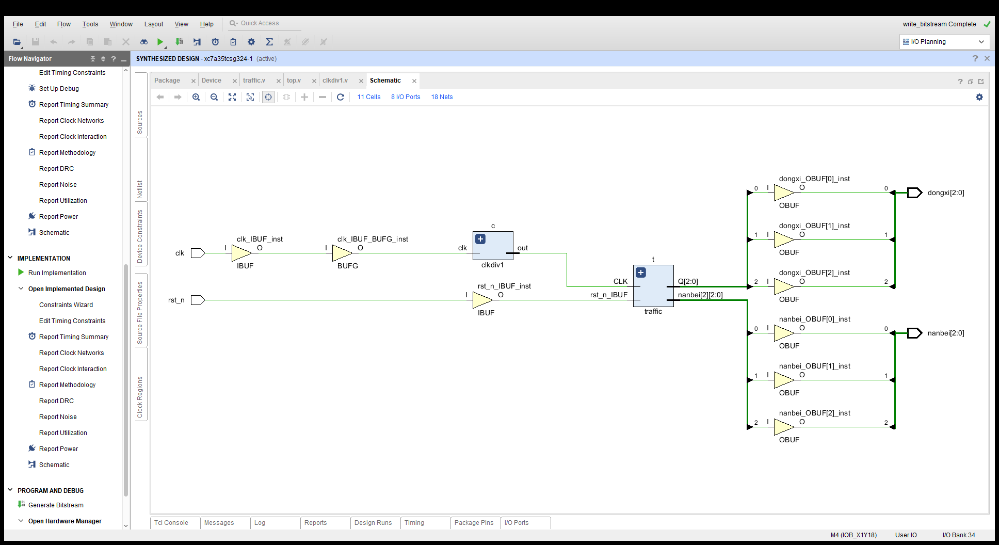 File Edit Flow Tools Window Layout View Help Quick Access
write_bitstream Complete
I/O Planning
Flow Navigator
SYNTHESIZED DESIGN - xc7a35tcsg324-1 (active)
Edit Timing Constraints
Set Up Debug
Report Timing Summary
Report Clock Networks
Report Clock Interaction
Report Methodology
Report DRC
Report Noise
Report Utilization
Report Power
Schematic
IMPLEMENTATION
Run Implementation
Open Implemented Design
Constraints Wizard
Edit Timing Constraints
Report Timing Summary
Report Clock Networks
Report Clock Interaction
Report Methodology
Report DRC
Report Noise
Report Utilization
Report Power
Schematic
PROGRAM AND DEBUG
Generate Bitstream
Open Hardware Manager
Sources
Netlist
Device Constraints
Source File Properties
Clock Regions
Package Device traffic.v top.v clkdiv1.v Schematic
11 Cells 8 I/O Ports 18 Nets
clk
I
clk_IBUF_inst
O
IBUF
I
clk_IBUF_BUFG_inst
O
BUFG
c
clk
out
clkdiv1
rst_n
I
rst_n_IBUF_inst
O
IBUF
t
CLK
rst_n_IBUF
Q[2:0]
nanbei[2][2:0]
traffic
dongxi_OBUF[0]_inst
0 I O 0
OBUF
dongxi[2:0]
dongxi_OBUF[1]_inst
1 I O 1
OBUF
dongxi_OBUF[2]_inst
2 I O 2
OBUF
nanbei_OBUF[0]_inst
0 I O 0
OBUF
nanbei[2:0]
nanbei_OBUF[1]_inst
1 I O 1
OBUF
nanbei_OBUF[2]_inst
2 I O 2
OBUF
Tcl Console Messages Log Reports Design Runs Timing Package Pins I/O Ports
M4 (IOB_X1Y18) User IO I/O Bank 34